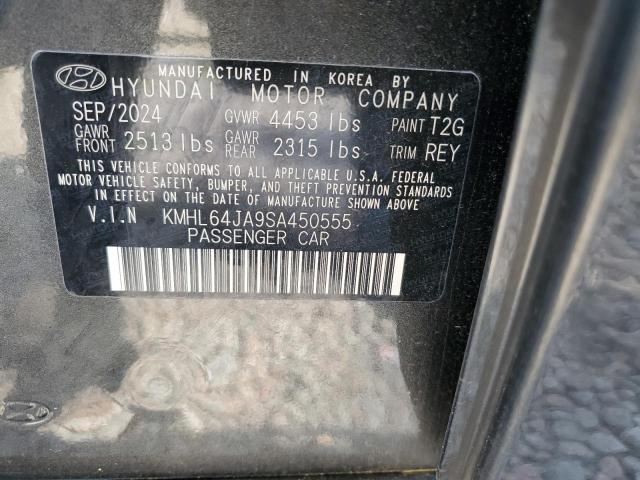 MANUFACTURED IN KOREA BY
HYUNDAI MOTOR COMPANY
SEP/2024 GVWR 4453 lbs PAINT T2G
GAWR FRONT 2513 lbs GAWR REAR 2315 lbs TRIM REY
THIS VEHICLE CONFORMS TO ALL APPLICABLE U.S.A. FEDERAL
MOTOR VEHICLE SAFETY, BUMPER, AND THEFT PREVENTION STANDARDS
IN EFFECT ON THE DATE OF MANUFACTURE SHOWN ABOVE.
V.I.N KMHL64JA9SA450555
PASSENGER CAR